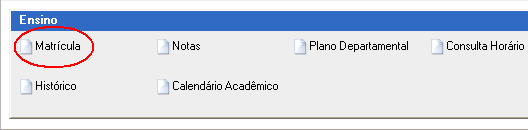 Ensino
Matrícula Notas Plano Departamental Consulta Horário
Histórico Calendário Acadêmico